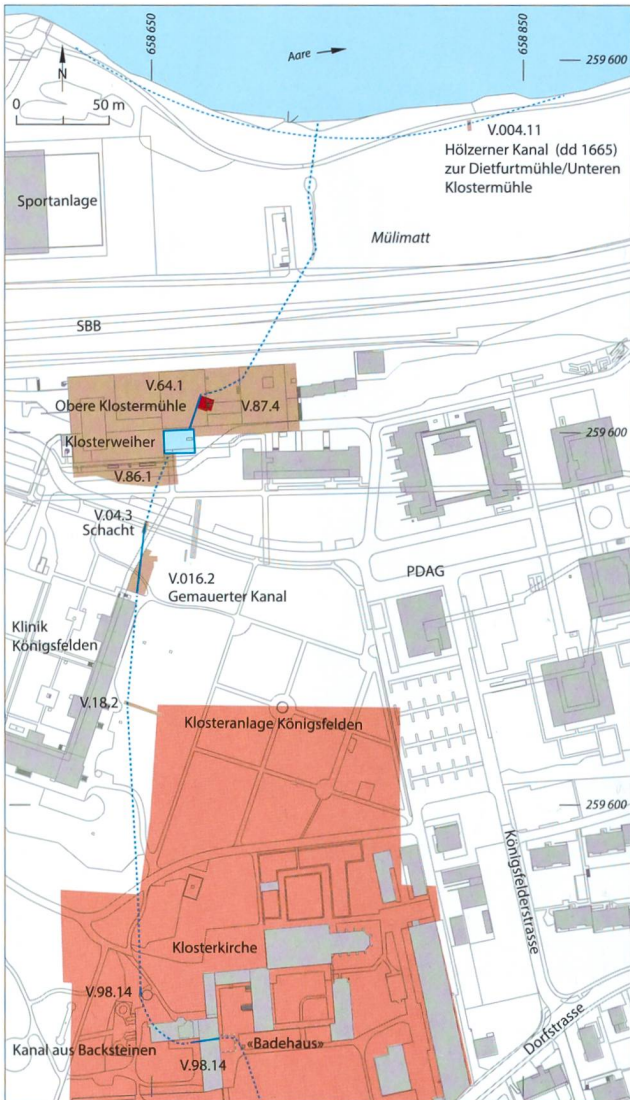 658 650
658 850
Aare
259 600
N
0 50 m
V.004.11
Hölzerner Kanal (dd 1665)
zur Dietfurtmühle/Unteren
Klostermühle
Sportanlage
Mülimatt
SBB
V.64.1
Obere Klostermühle
V.87.4
Klosterweiher
259 600
V.86.1
V.04.3
Schacht
V.016.2
Gemauerter Kanal
PDAG
Klinik
Königsfelden
V.18.2
Klosteranlage Königsfelden
259 600
Königsfelderstrasse
Klosterkirche
V.98.14
Kanal aus Backsteinen
«Badehaus»
V.98.14
Dorfstrasse